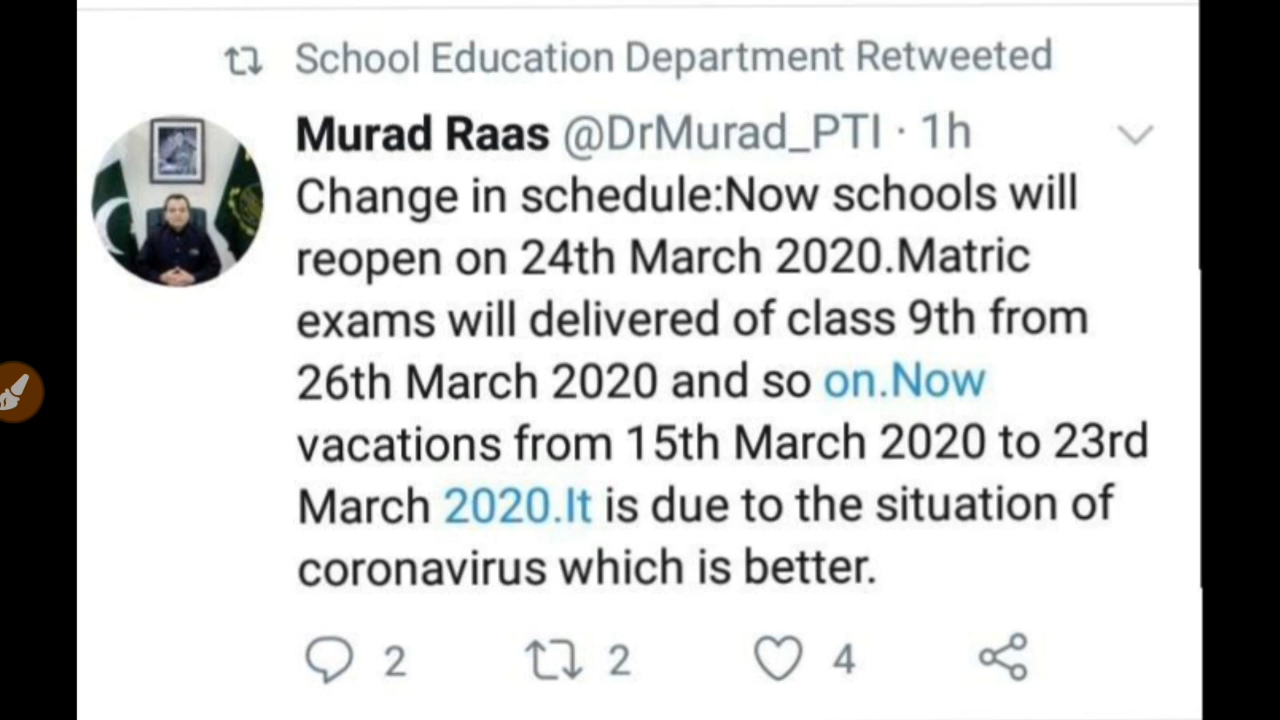 School Education Department Retweeted
Murad Raas @DrMurad_PTI · 1h
Change in schedule:Now schools will
reopen on 24th March 2020.Matric
exams will delivered of class 9th from
26th March 2020 and so on.Now
vacations from 15th March 2020 to 23rd
March 2020.It is due to the situation of
coronavirus which is better.
2 2 4